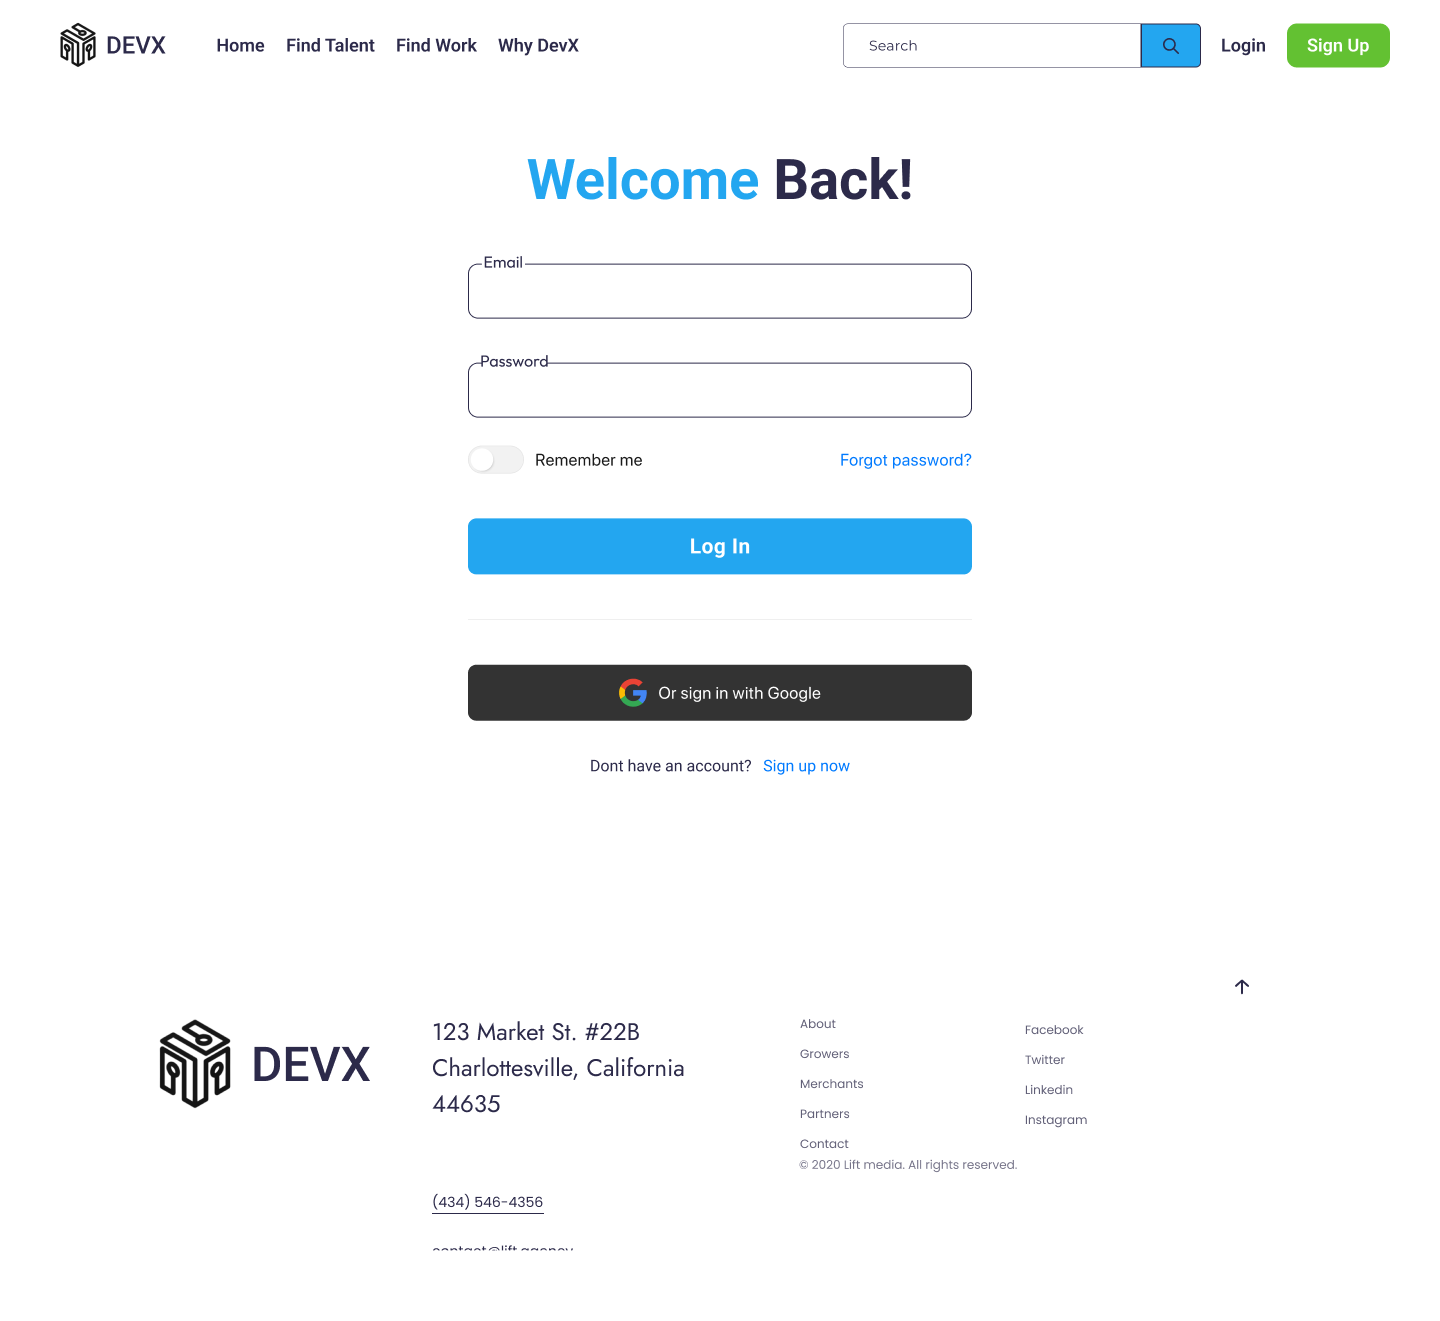 DEVX
Home Find Talent Find Work Why DevX
Search
Login
Sign Up
Welcome Back!
Email
Password
Remember me
Forgot password?
Log In
Or sign in with Google
Dont have an account? Sign up now
DEVX
123 Market St. #22B
Charlottesville, California
44635
(434) 546-4356
contact@lift.agency
About
Growers
Merchants
Partners
Contact
© 2020 Lift media. All rights reserved.
Facebook
Twitter
Linkedin
Instagram